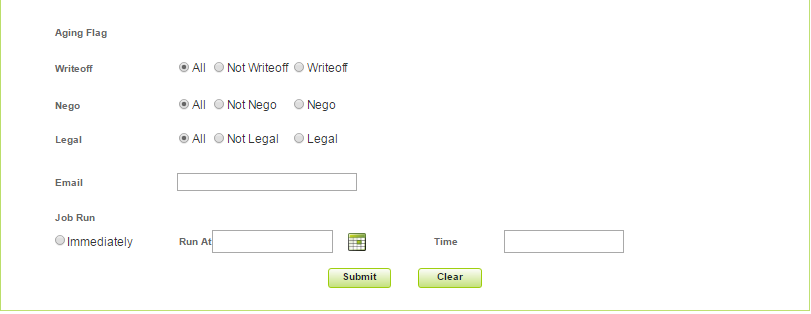 Aging Flag
Writeoff All Not Writeoff Writeoff
Nego All Not Nego Nego
Legal All Not Legal Legal
Email
Job Run
Immediately Run At Time
Submit Clear